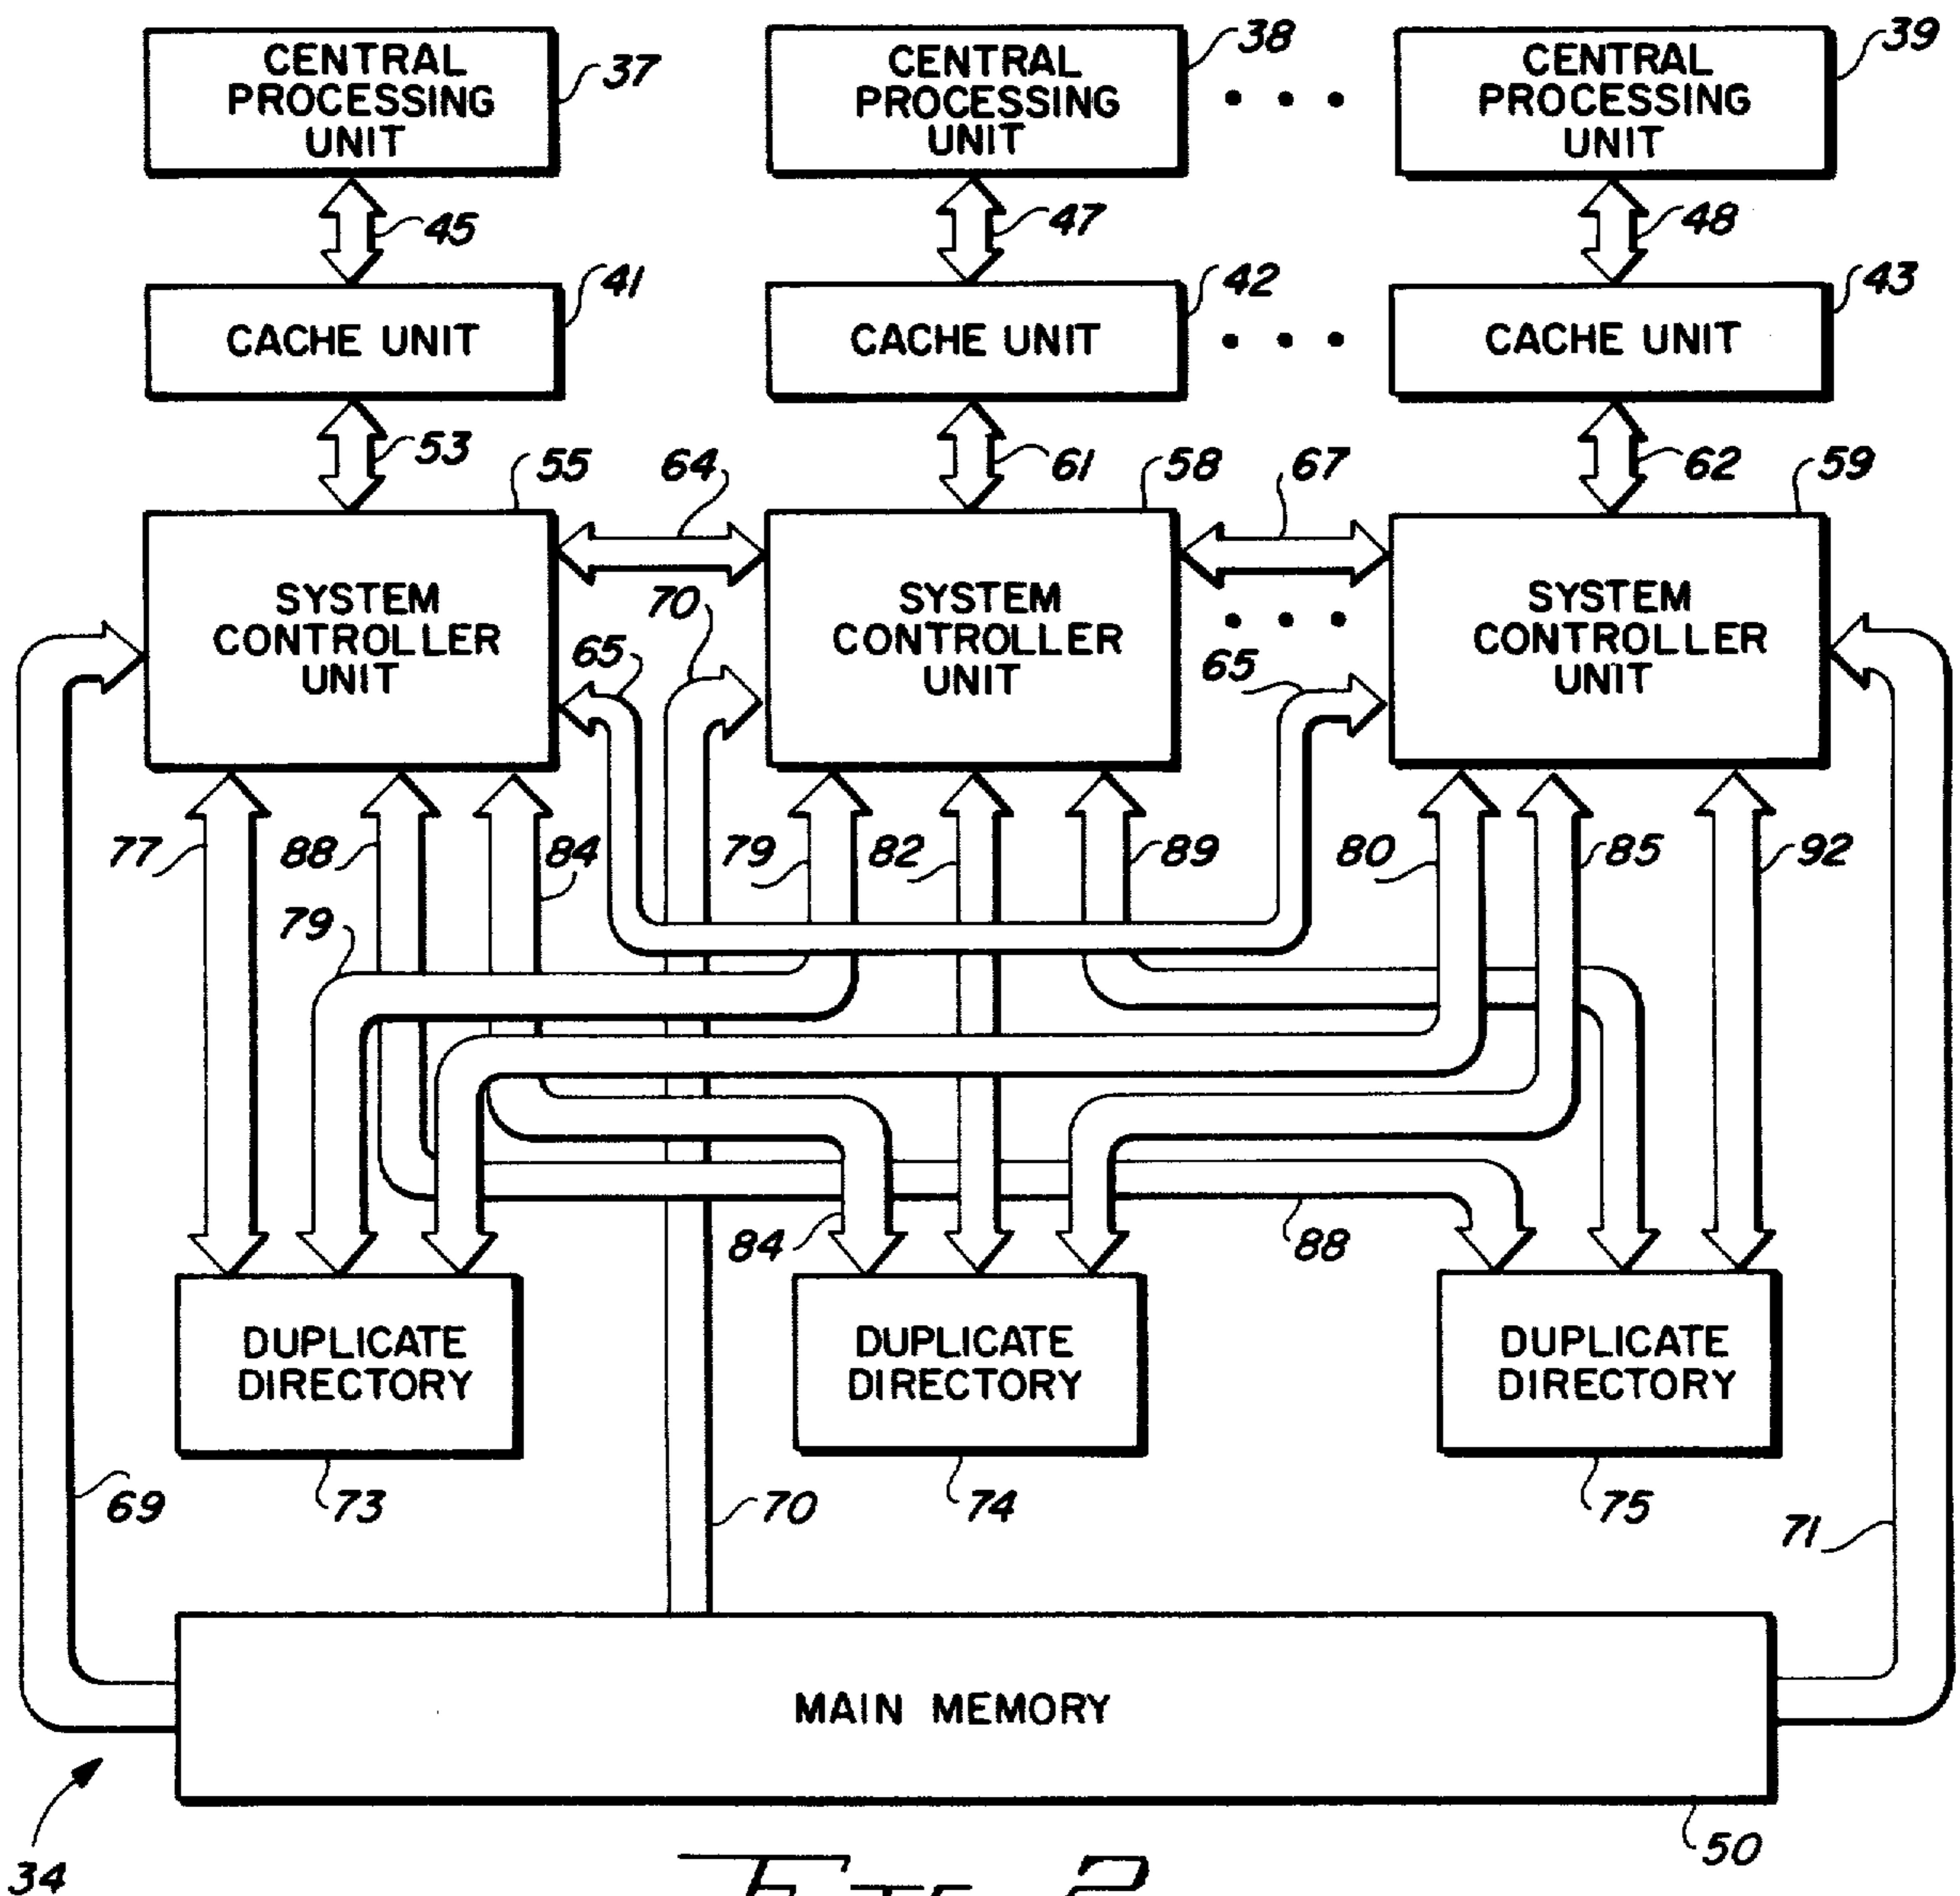 CENTRAL
PROCESSING
UNIT
37
CENTRAL
PROCESSING
UNIT
38
CENTRAL
PROCESSING
UNIT
39
45
47
48
CACHE UNIT
41
CACHE UNIT
42
CACHE UNIT
43
53
55
64
61
58
67
62
59
SYSTEM
CONTROLLER
UNIT
70
65
SYSTEM
CONTROLLER
UNIT
65
SYSTEM
CONTROLLER
UNIT
77
88
84
79
82
89
80
85
92
79
84
88
DUPLICATE
DIRECTORY
DUPLICATE
DIRECTORY
DUPLICATE
DIRECTORY
69
73
70
74
75
71
MAIN MEMORY
34
50